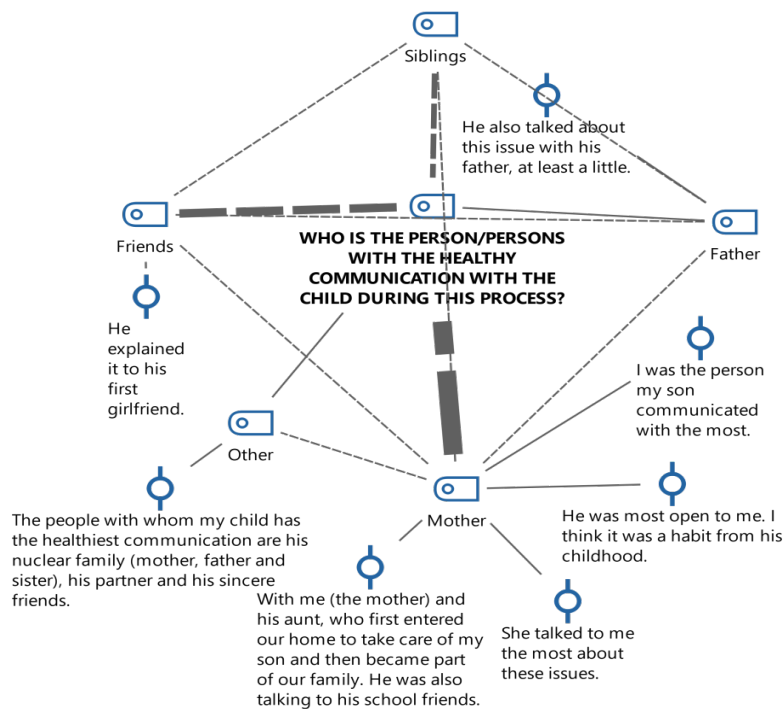 Siblings
He also talked about
this issue with his
father, at least a little.
Friends
WHO IS THE PERSON/PERSONS
WITH THE HEALTHY
COMMUNICATION WITH THE
CHILD DURING THIS PROCESS?
Father
He
explained
it to his
first
girlfriend.
I was the person
my son
communicated
with the most.
Other
Mother
The people with whom my child has
the healthiest communication are his
nuclear family (mother, father and
sister), his partner and his sincere
friends.
He was most open to me. I
think it was a habit from his
childhood.
With me (the mother) and
his aunt, who first entered
our home to take care of my
son and then became part
of our family. He was also
talking to his school friends.
She talked to me
the most about
these issues.